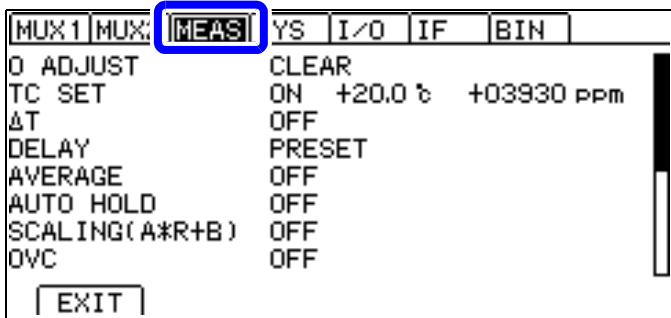 MUX1 MUX2 MEAS YS I/O IF BIN
0 ADJUST CLEAR
TC SET ON +20.0 ℃ +03930 ppm
ΔT OFF
DELAY PRESET
AVERAGE OFF
AUTO HOLD OFF
SCALING(A*R+B) OFF
OVC OFF
EXIT